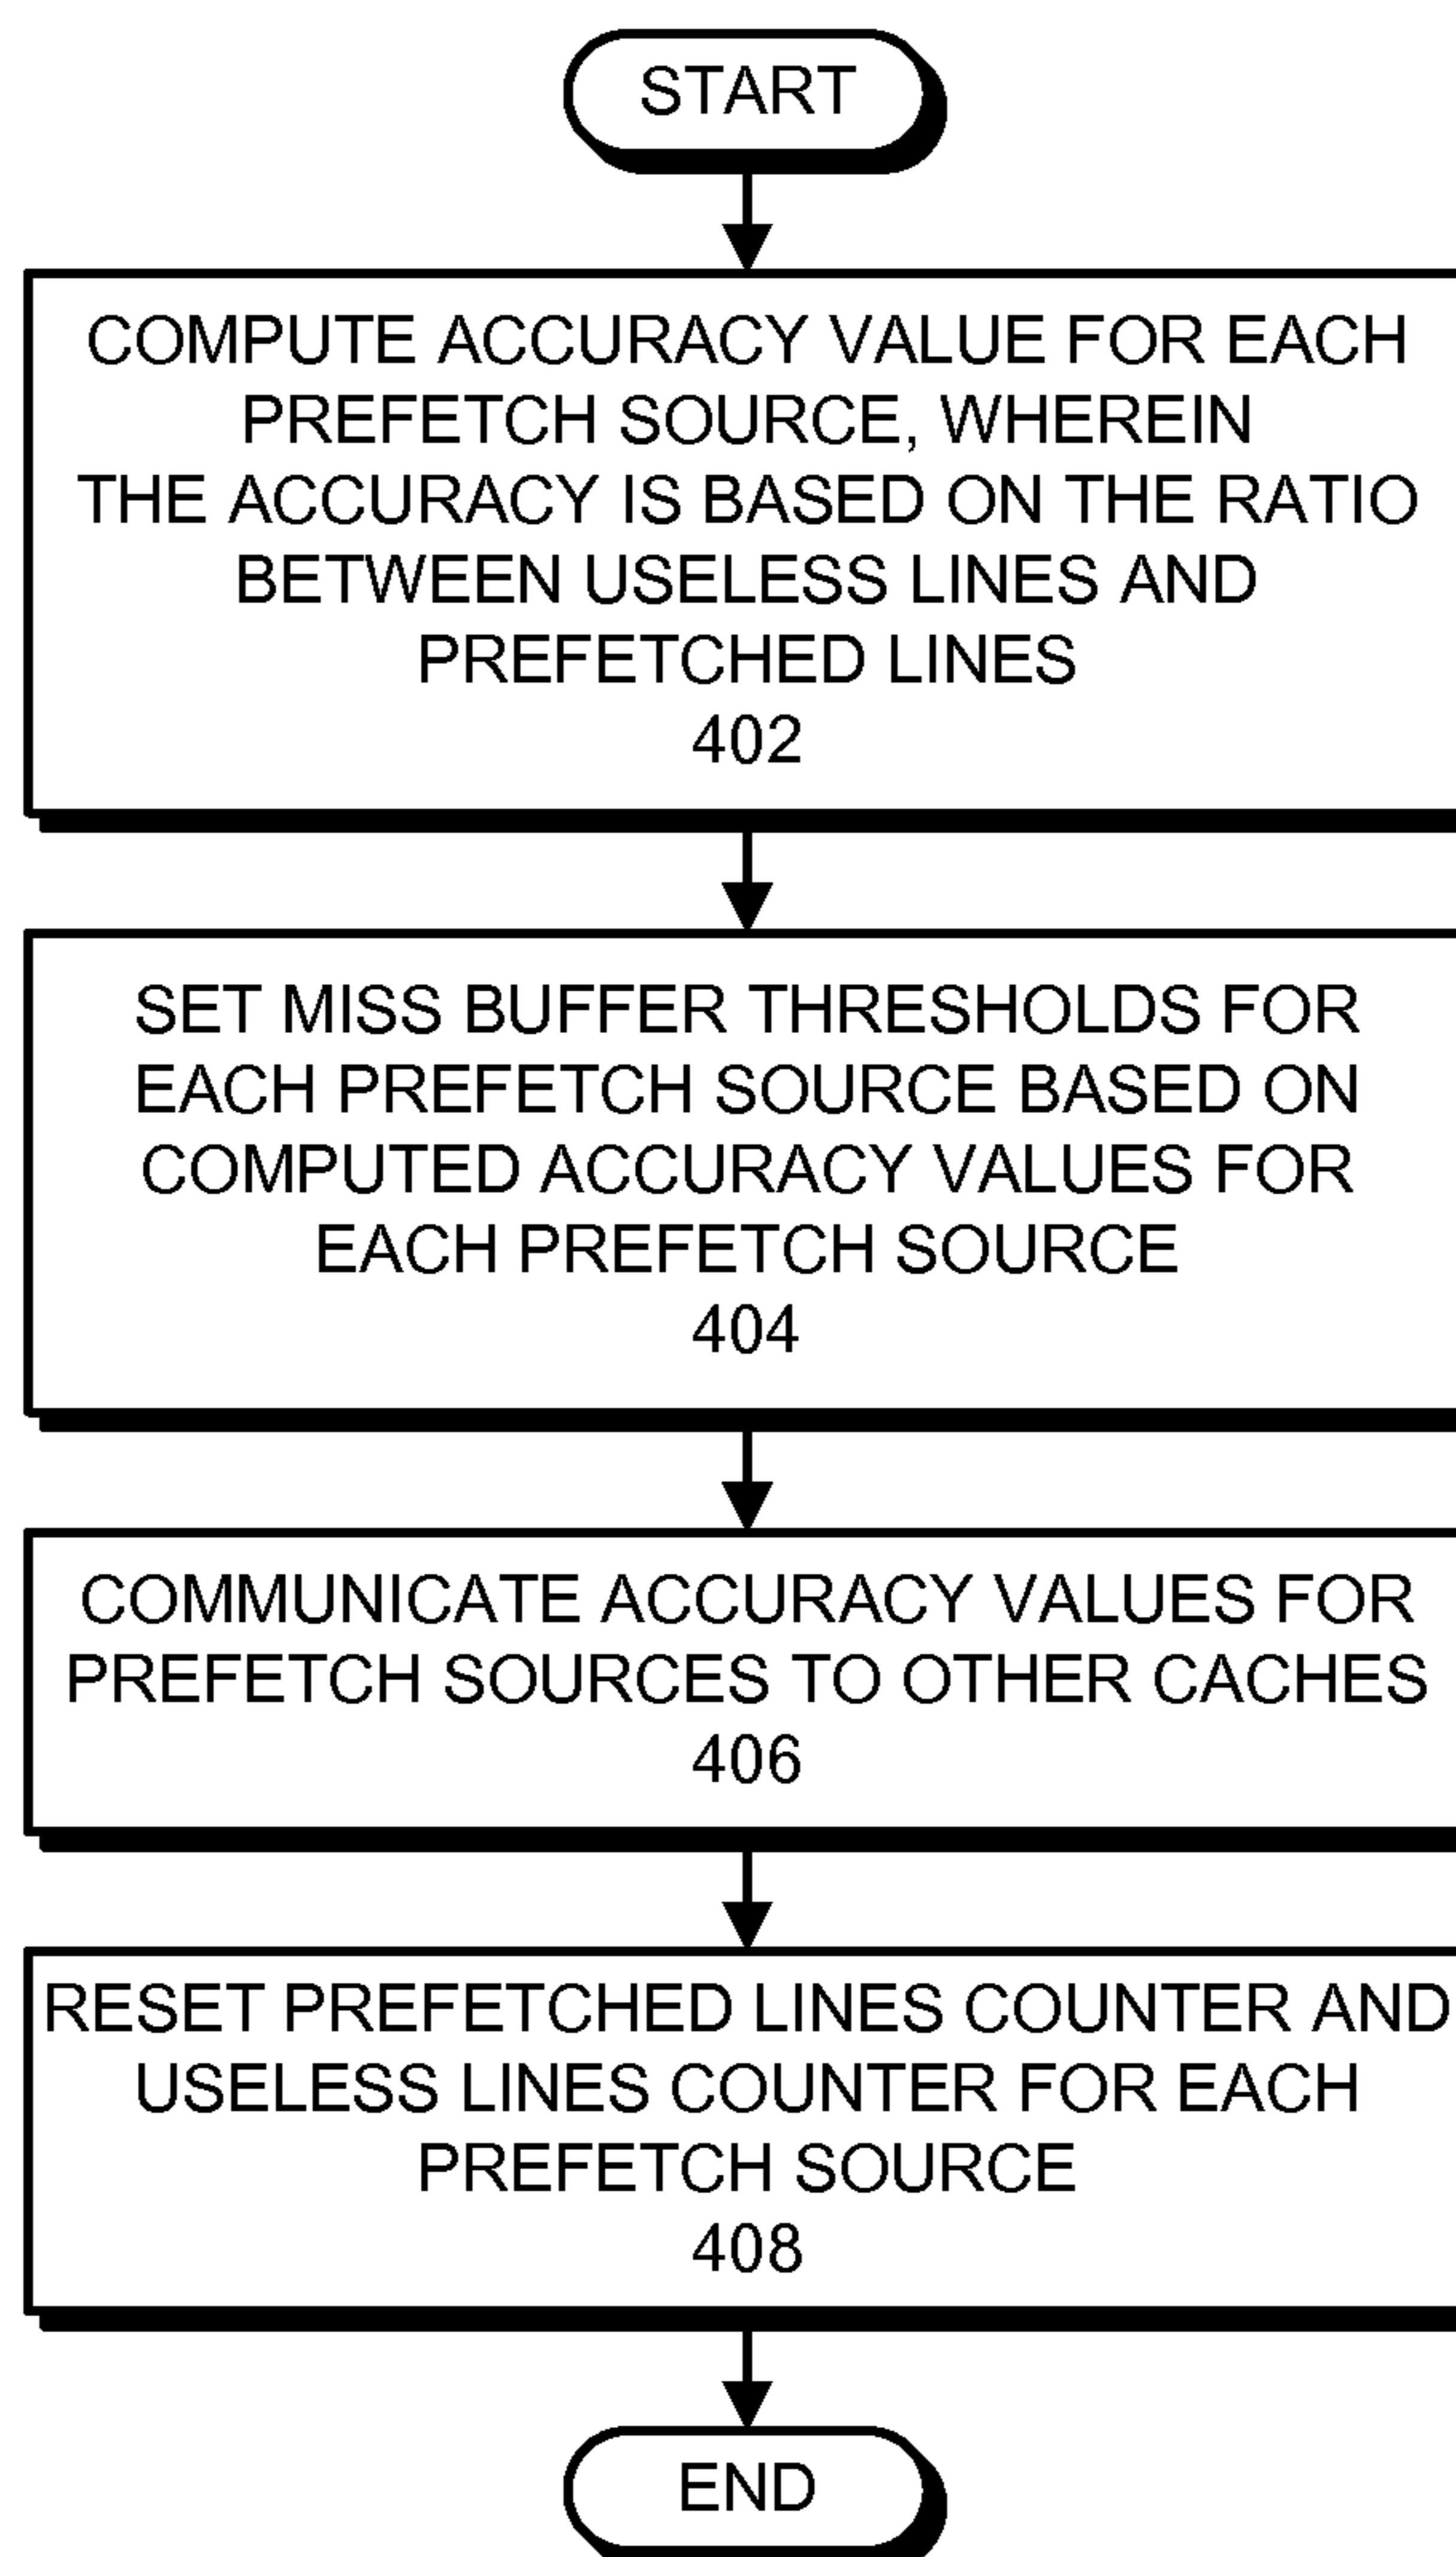 START
COMPUTE ACCURACY VALUE FOR EACH
PREFETCH SOURCE, WHEREIN
THE ACCURACY IS BASED ON THE RATIO
BETWEEN USELESS LINES AND
PREFETCHED LINES
402
SET MISS BUFFER THRESHOLDS FOR
EACH PREFETCH SOURCE BASED ON
COMPUTED ACCURACY VALUES FOR
EACH PREFETCH SOURCE
404
COMMUNICATE ACCURACY VALUES FOR
PREFETCH SOURCES TO OTHER CACHES
406
RESET PREFETCHED LINES COUNTER AND
USELESS LINES COUNTER FOR EACH
PREFETCH SOURCE
408
END